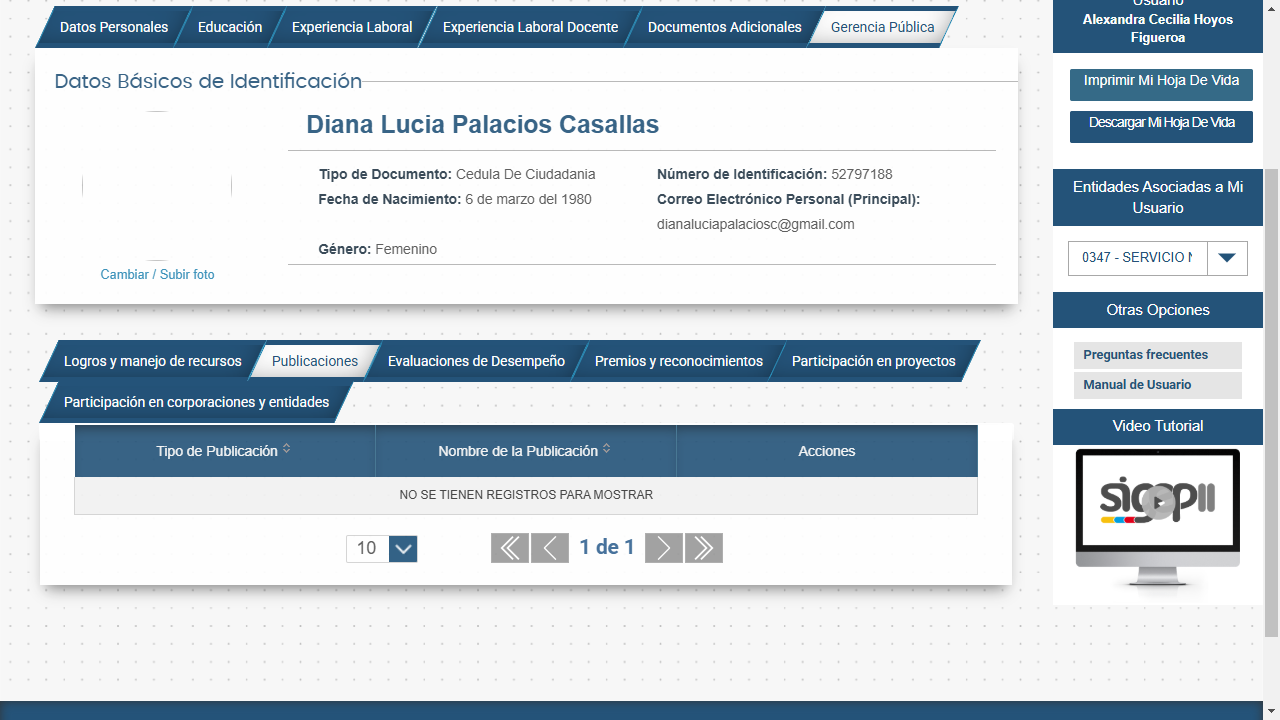 Datos Personales
Educación
Experiencia Laboral
Experiencia Laboral Docente
Documentos Adicionales
Gerencia Pública
Usuario
Alexandra Cecilia Hoyos
Figueroa
Imprimir Mi Hoja De Vida
Descargar Mi Hoja De Vida
Datos Básicos de Identificación
Diana Lucia Palacios Casallas
Tipo de Documento: Cedula De Ciudadania
Número de Identificación: 52797188
Fecha de Nacimiento: 6 de marzo del 1980
Correo Electrónico Personal (Principal):
dianaluciapalaciosc@gmail.com
Género: Femenino
Cambiar / Subir foto
Entidades Asociadas a Mi
Usuario
0347 - SERVICIO
Otras Opciones
Preguntas frecuentes
Manual de Usuario
Video Tutorial
sigepII
Logros y manejo de recursos
Publicaciones
Evaluaciones de Desempeño
Premios y reconocimientos
Participación en proyectos
Participación en corporaciones y entidades
Tipo de Publicación
Nombre de la Publicación
Acciones
NO SE TIENEN REGISTROS PARA MOSTRAR
10
1 de 1